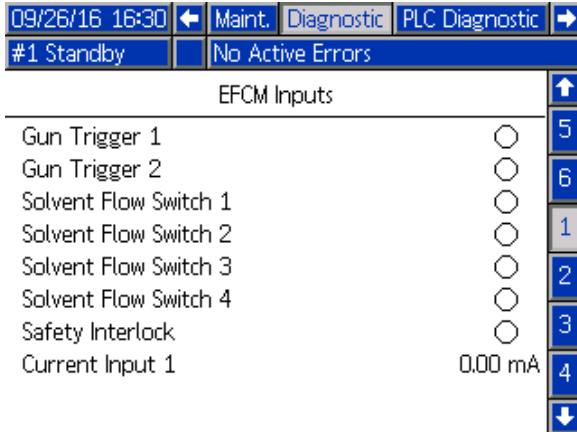 09/26/16 16:30 Maint. Diagnostic PLC Diagnostic
#1 Standby No Active Errors
EFCM Inputs
Gun Trigger 1
Gun Trigger 2
Solvent Flow Switch 1
Solvent Flow Switch 2
Solvent Flow Switch 3
Solvent Flow Switch 4
Safety Interlock
Current Input 1 0.00 mA
5
6
1
2
3
4